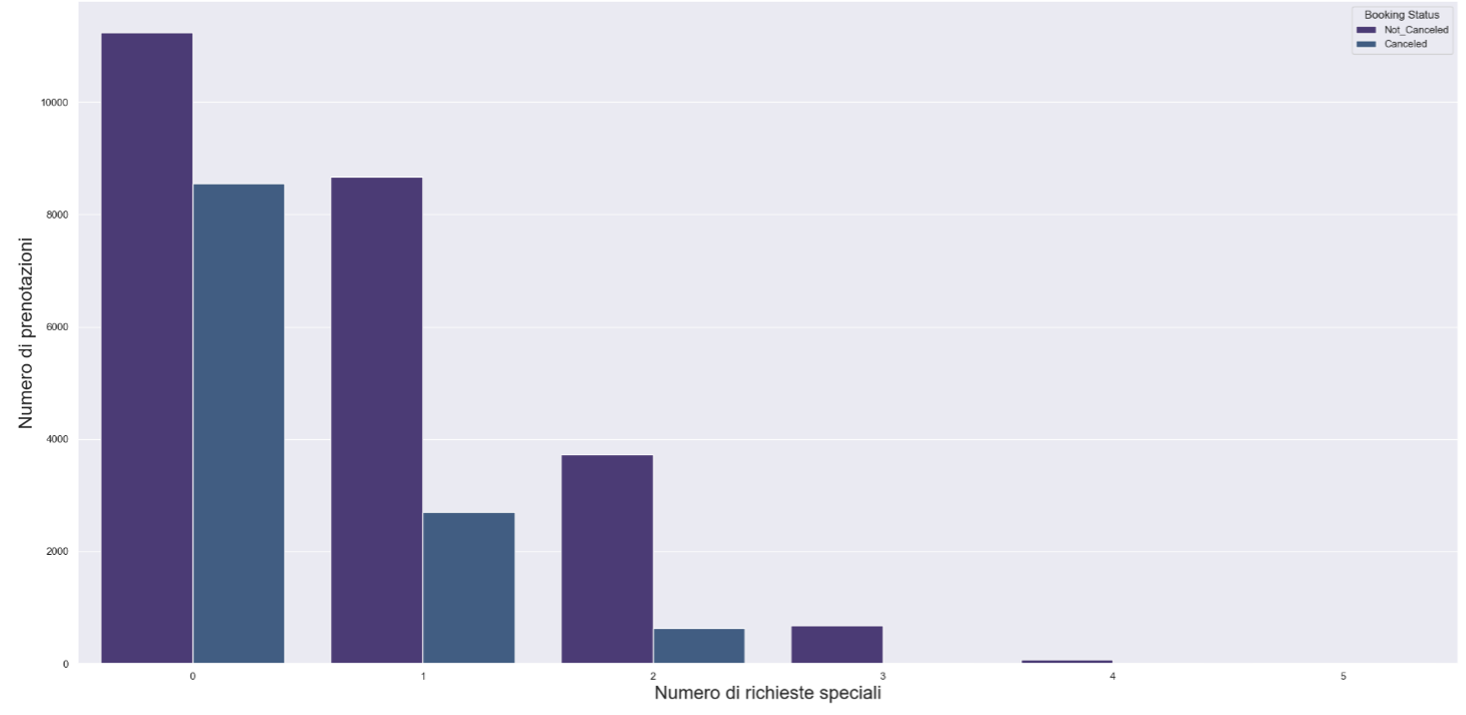 Booking Status
Not_Canceled
Canceled
10000
8000
6000
4000
2000
0
Numero di prenotazioni
0 1 2 3 4 5
Numero di richieste speciali